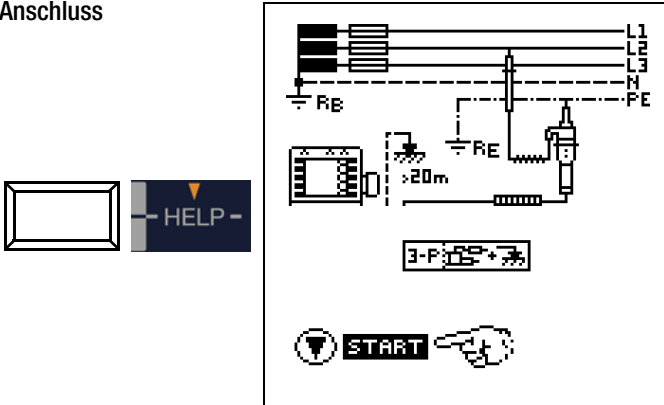 Anschluss
L1
L2
L3
N
PE
RB
RE
>20m
HELP
3-P
START